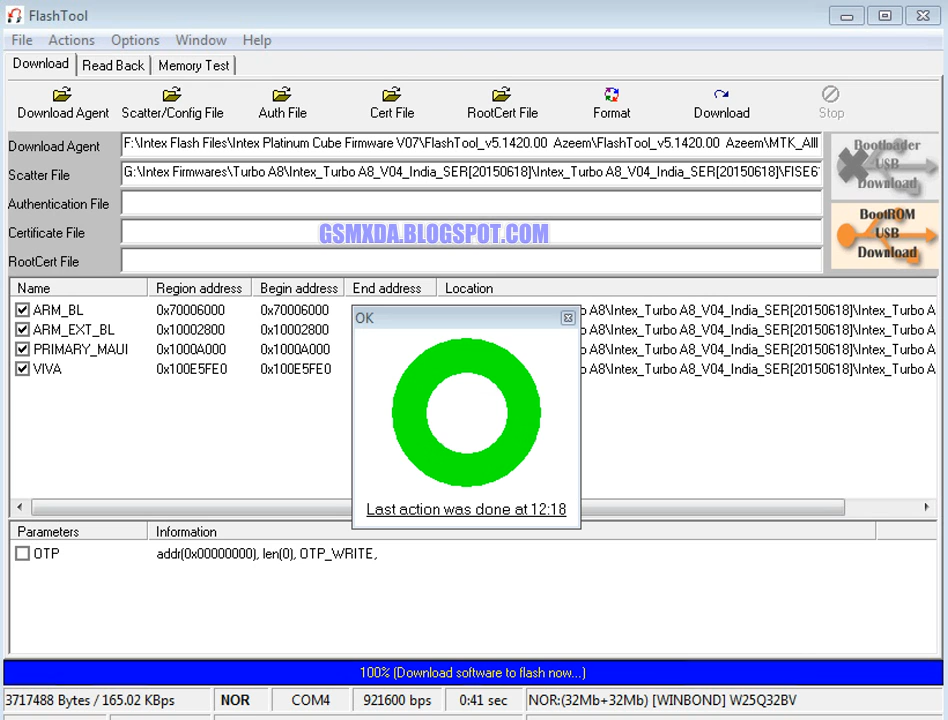 FlashTool
File Actions Options Window Help
Download Read Back Memory Test
Download Agent Scatter/Config File Auth File Cert File RootCert File Format Download Stop
Download Agent F:\Intex Flash Files\Intex Platinum Cube Firmware V07\FlashTool_v5.1420.00 Azeem\FlashTool_v5.1420.00 Azeem\MTK_AllI
Scatter File G:\Intex Firmwares\Turbo A8\Intex_Turbo A8_V04_India_SER[20150618]\Intex_Turbo A8_V04_India_SER[20150618]\FISE6
Authentication File
Certificate File
RootCert File
GSMXDA.BLOGSPOT.COM
Bootloader
USB
Download
BootROM
USB
Download
Name Region address Begin address End address Location
ARM_BL 0x70006000 0x70006000 A8\Intex_Turbo A8_V04_India_SER[20150618]\Intex_Turbo A
ARM_EXT_BL 0x10002800 0x10002800 A8\Intex_Turbo A8_V04_India_SER[20150618]\Intex_Turbo A
PRIMARY_MAUI 0x1000A000 0x1000A000 A8\Intex_Turbo A8_V04_India_SER[20150618]\Intex_Turbo A
VIVA 0x100E5FE0 0x100E5FE0 A8\Intex_Turbo A8_V04_India_SER[20150618]\Intex_Turbo A
OK
Last action was done at 12:18
Parameters Information
OTP addr(0x00000000), len(0), OTP_WRITE,
100% (Download software to flash now...)
3717488 Bytes / 165.02 KBps NOR COM4 921600 bps 0:41 sec NOR:(32Mb+32Mb) [WINBOND] W25Q32BV